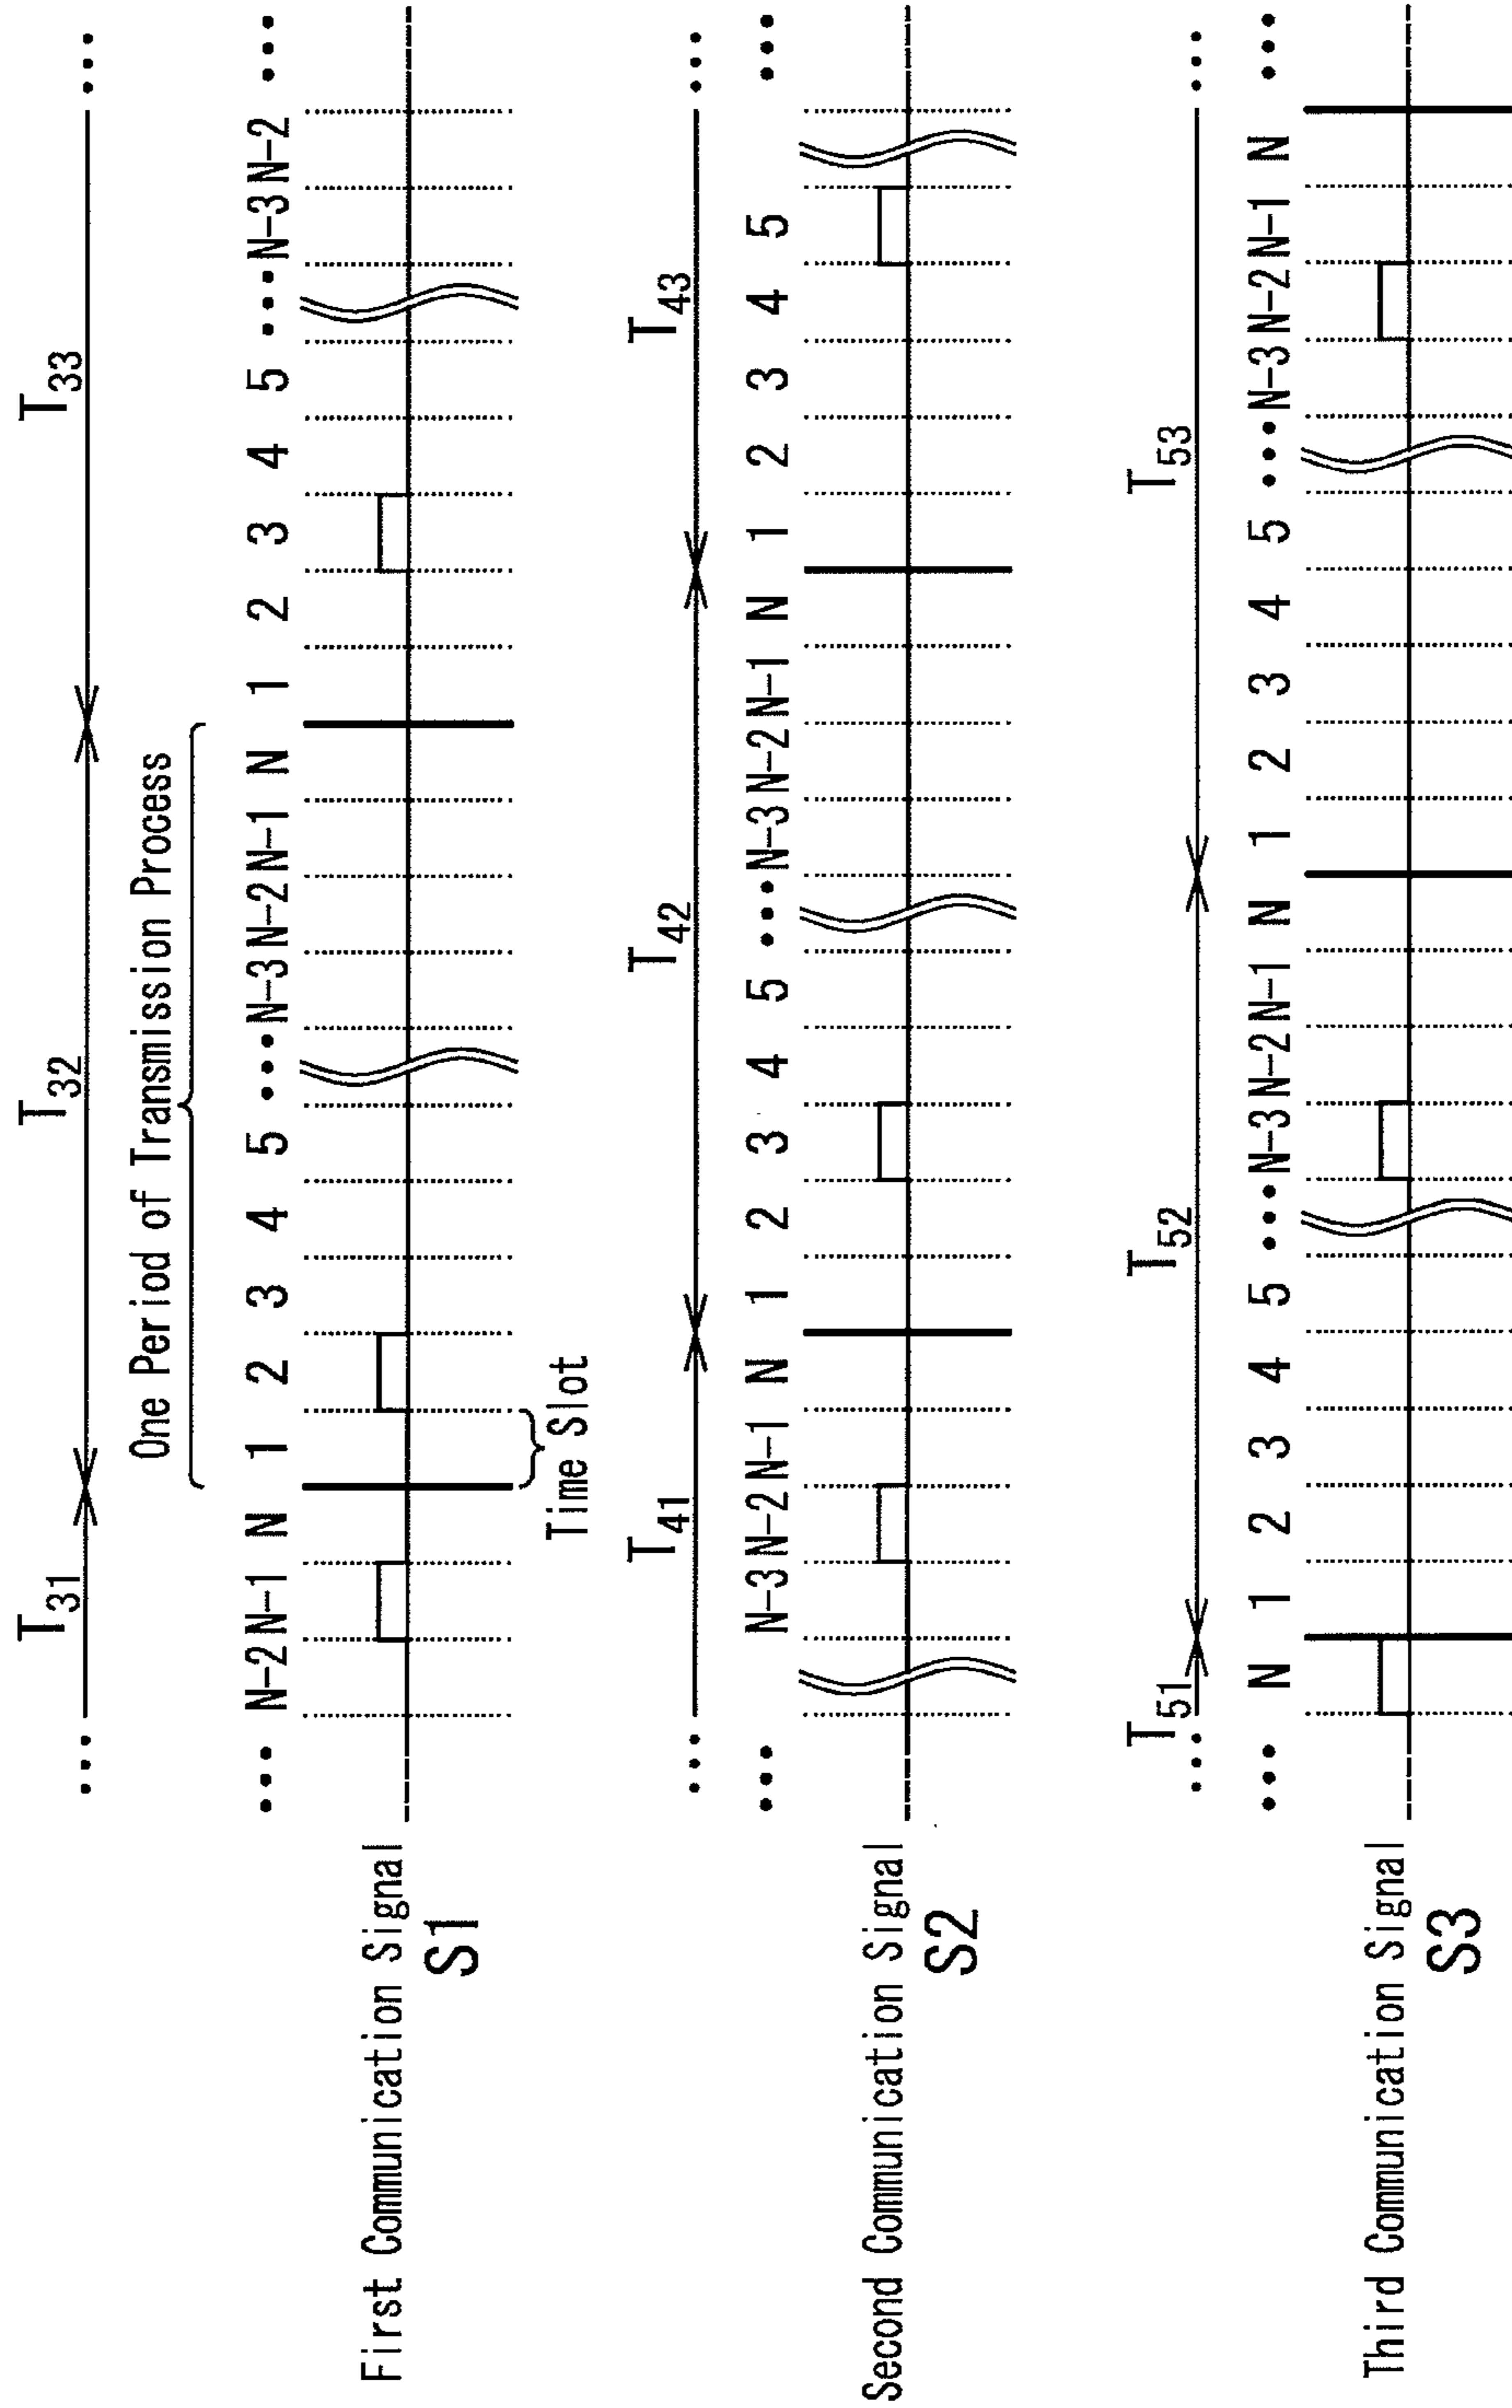 T31 T32 T33
One Period of Transmission Process
... N-2 N-1 N 1 2 3 4 5 ... N-3 N-2 N-1 N 1 2 3 4 5 ... N-3 N-2 ...
First Communication Signal
S1
Time Slot
T41 T42 T43
... N-3 N-2 N-1 N 1 2 3 4 5 ... N-3 N-2 N-1 N 1 2 3 4 5 ...
Second Communication Signal
S2
T51 T52 T53
... N 1 2 3 4 5 ... N-3 N-2 N-1 N 1 2 3 4 5 ... N-3 N-2 N-1 N ...
Third Communication Signal
S3